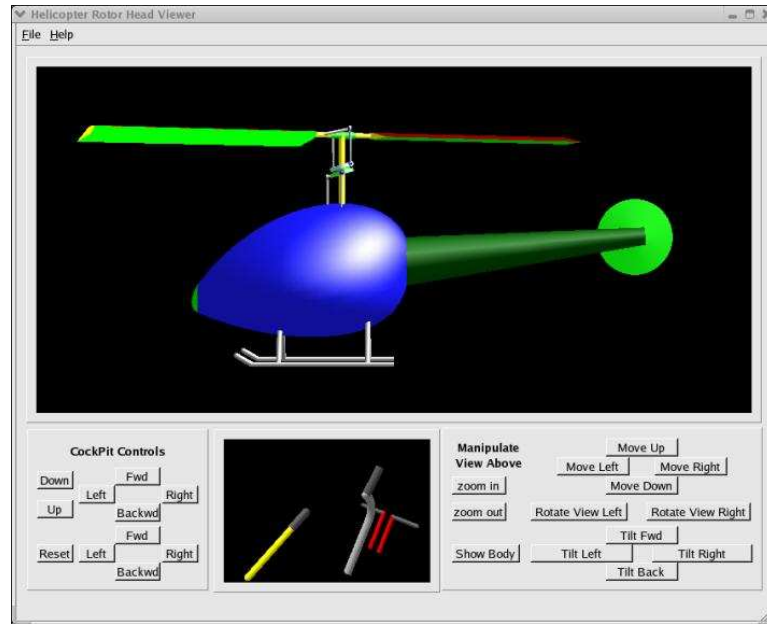 Helicopter Rotor Head Viewer
File Help
CockPit Controls
Down
Fwd
Left
Right
Up
Backwd
Fwd
Reset
Left
Right
Backwd
Manipulate
View Above
Move Up
Move Left
Move Right
zoom in
Move Down
zoom out
Rotate View Left
Rotate View Right
Tilt Fwd
Show Body
Tilt Left
Tilt Right
Tilt Back